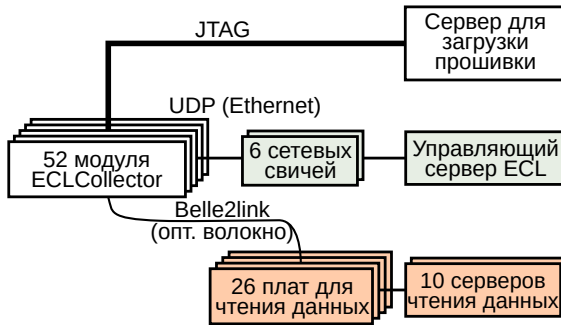 JTAG
Сервер для
загрузки
прошивки
UDP (Ethernet)
52 модуля
ECLCollector
6 сетевых
свичей
Управляющий
сервер ECL
Belle2link
(опт. волокно)
26 плат для
чтения данных
10 серверов
чтения данных